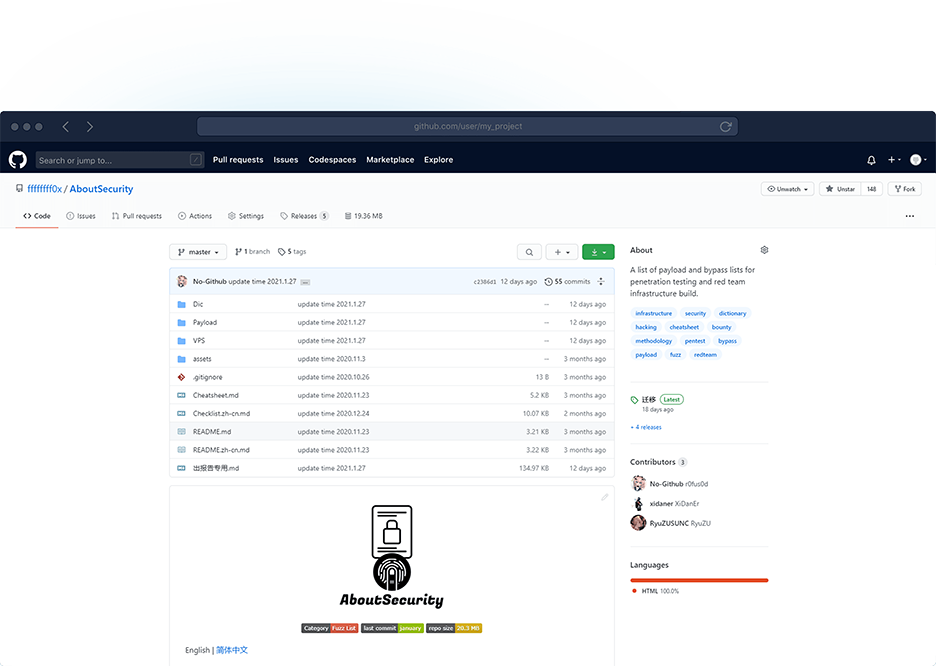 github.com/user/my_project
Search or jump to... /
Pull requests Issues Codespaces Marketplace Explore
ffffffff0x / AboutSecurity
Unwatch Unstar 148 Fork
Code Issues Pull requests Actions Settings Releases 5 19.36 MB
master 1 branch 5 tags
No-Github update time 2021.1.27 c2386d1 12 days ago 55 commits
Dic update time 2021.1.27 — 12 days ago
Payload update time 2021.1.27 — 12 days ago
VPS update time 2021.1.27 — 12 days ago
assets update time 2020.11.3 — 3 months ago
.gitignore update time 2020.10.26 13 B 3 months ago
Cheatsheet.md update time 2020.11.23 5.2 KB 3 months ago
Checklist.zh-cn.md update time 2020.12.24 10.07 KB 2 months ago
README.md update time 2020.11.23 3.21 KB 3 months ago
README.zh-cn.md update time 2020.11.23 3.22 KB 3 months ago
出报告专用.md update time 2021.1.27 134.97 KB 12 days ago
AboutSecurity
Category Fuzz List last commit january repo size 20.3 MB
English | 简体中文
About
A list of payload and bypass lists for
penetration testing and red team
infrastructure build.
infrastructure security dictionary
hacking cheatsheet bounty
methodology pentest bypass
payload fuzz redteam
迁移 Latest
18 days ago
+ 4 releases
Contributors 3
No-Github r0fus0d
xidaner XiDanEr
RyuZUSUNC RyuZU
Languages
HTML 100.0%